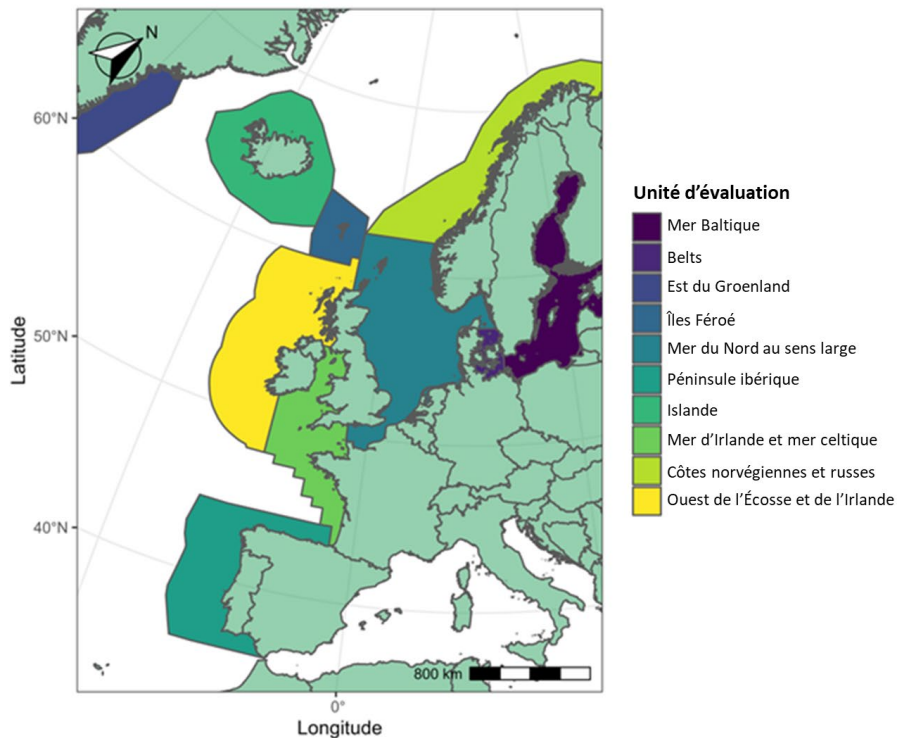 N
60°N
50°N
40°N
Latitude
800 km
0°
Longitude
Unité d’évaluation
Mer Baltique
Belts
Est du Groenland
Îles Féroé
Mer du Nord au sens large
Péninsule ibérique
Islande
Mer d’Irlande et mer celtique
Côtes norvégiennes et russes
Ouest de l’Écosse et de l’Irlande